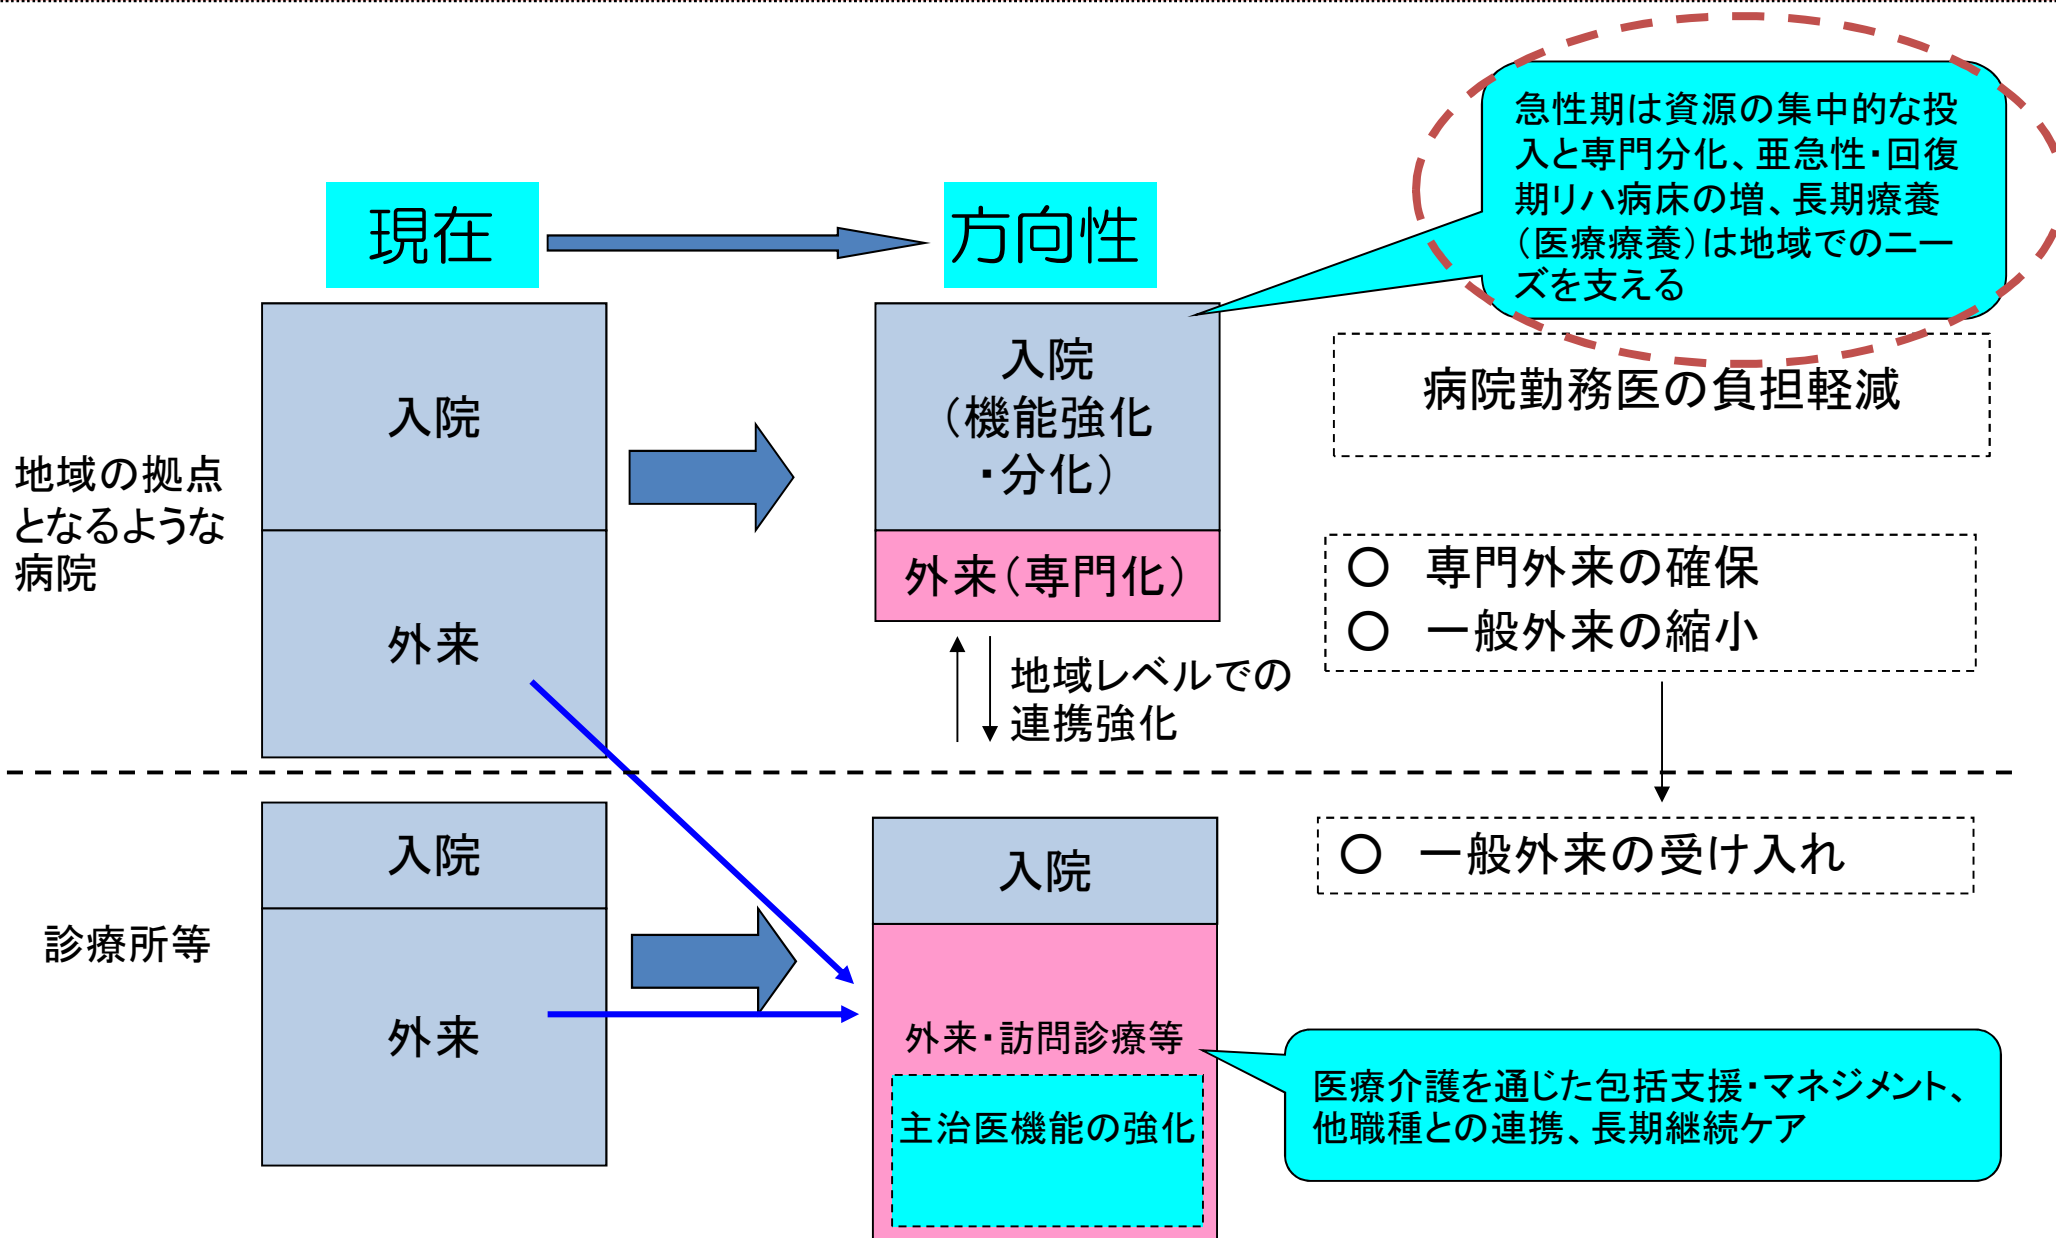 現在
方向性
急性期は資源の集中的な投
入と専門分化、亜急性・回復
期リハ病床の増、長期療養
（医療療養）は地域でのニー
ズを支える
地域の拠点
となるような
病院
入院
外来
入院
（機能強化
・分化）
外来（専門化）
病院勤務医の負担軽減
○　専門外来の確保
○　一般外来の縮小
地域レベルでの
連携強化
診療所等
入院
外来
入院
外来・訪問診療等
主治医機能の強化
○　一般外来の受け入れ
医療介護を通じた包括支援・マネジメント、
他職種との連携、長期継続ケア